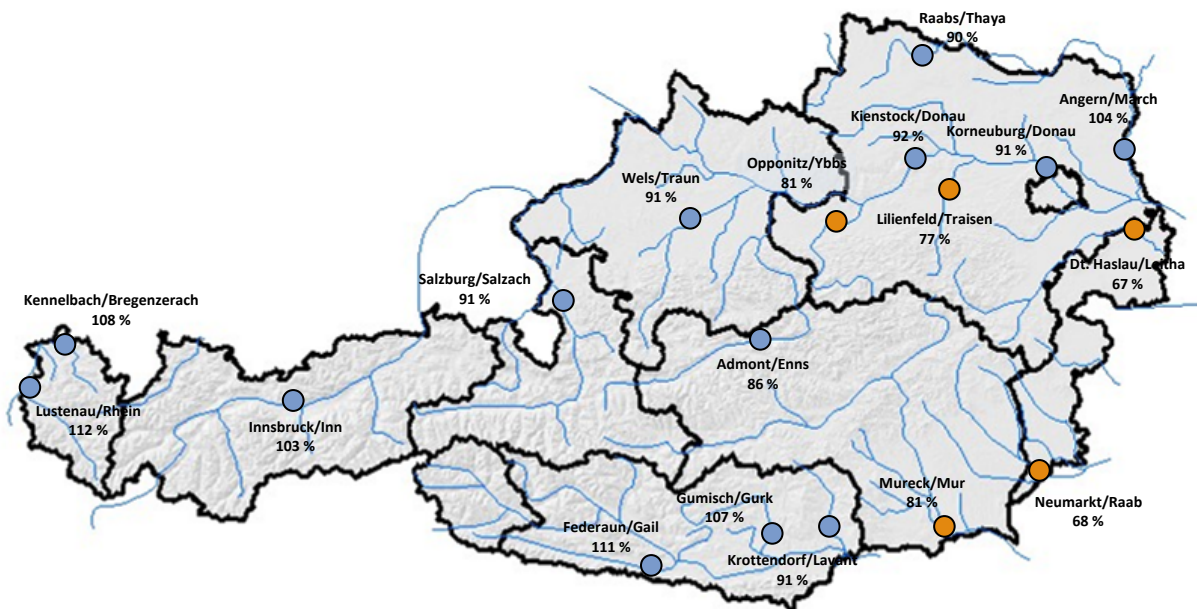 Raabs/Thaya
90 %
Angern/March
104 %
Kienstock/Donau
92 %
Korneuburg/Donau
91 %
Opponitz/Ybbs
81 %
Wels/Traun
91 %
Lilienfeld/Traisen
77 %
Dt. Haslau/Leitha
67 %
Salzburg/Salzach
91 %
Kennelbach/Bregenzerach
108 %
Admont/Enns
86 %
Lustenau/Rhein
112 %
Innsbruck/Inn
103 %
Mureck/Mur
81 %
Neumarkt/Raab
68 %
Gumisch/Gurk
107 %
Federaun/Gail
111 %
Krottendorf/Lavant
91 %